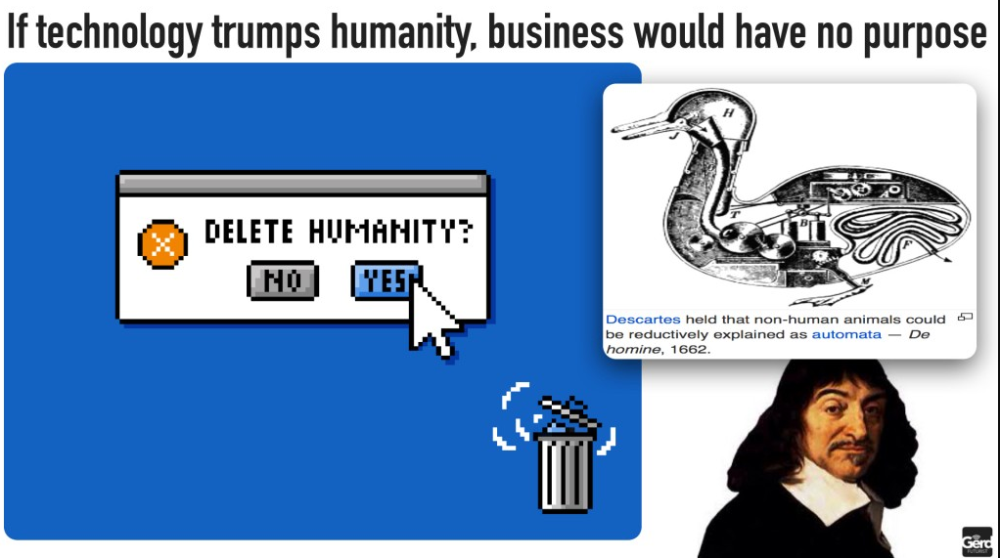 If technology trumps humanity, business would have no purpose
DELETE HUMANITY?
NO YES
H
J
T
A
B
C
F
M
Descartes held that non-human animals could
be reductively explained as automata — De
homine, 1662.
Gerd
FUTURIST